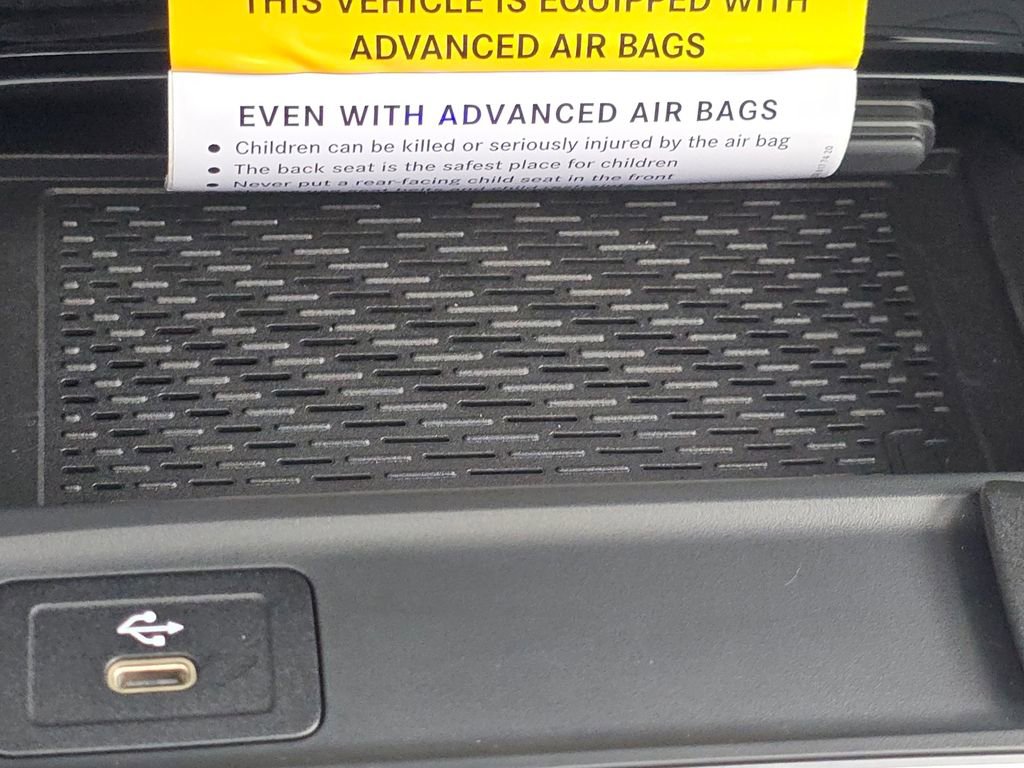 THIS VEHICLE IS EQUIPPED WITH
ADVANCED AIR BAGS
EVEN WITH ADVANCED AIR BAGS
• Children can be killed or seriously injured by the air bag
• The back seat is the safest place for children
• Never put a rear-facing child seat in the front